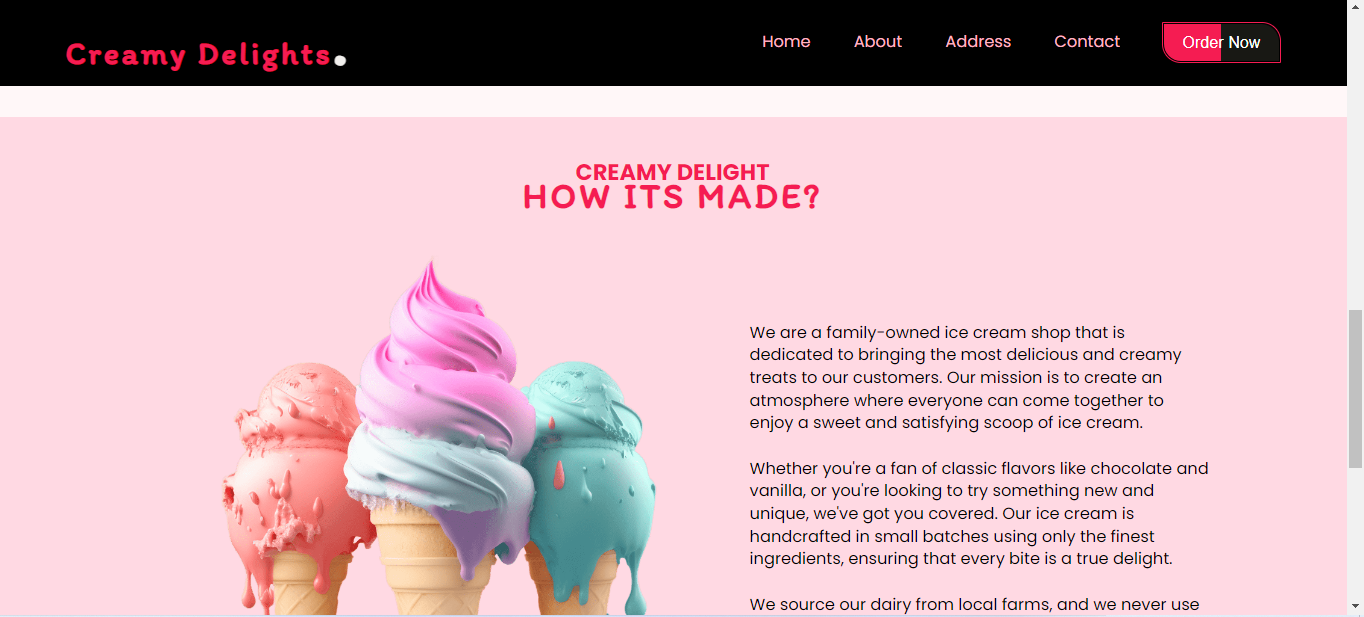 Creamy Delights.
Home About Address Contact Order Now
CREAMY DELIGHT
HOW ITS MADE?
We are a family-owned ice cream shop that is
dedicated to bringing the most delicious and creamy
treats to our customers. Our mission is to create an
atmosphere where everyone can come together to
enjoy a sweet and satisfying scoop of ice cream.
Whether you're a fan of classic flavors like chocolate and
vanilla, or you're looking to try something new and
unique, we've got you covered. Our ice cream is
handcrafted in small batches using only the finest
ingredients, ensuring that every bite is a true delight.
We source our dairy from local farms, and we never use